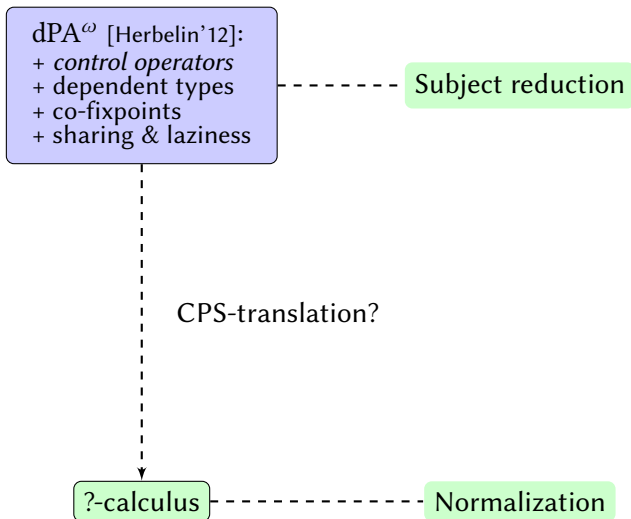 dPA^ω [Herbelin'12]:
+ control operators
+ dependent types
+ co-fixpoints
+ sharing & laziness
Subject reduction
CPS-translation?
?-calculus
Normalization